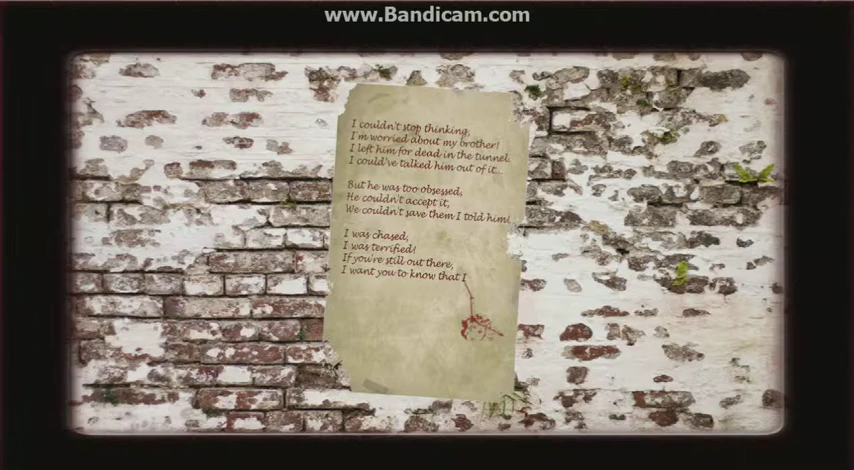 www.Bandicam.com
I couldn't stop thinking,
I'm worried about my brother!
I left him for dead in the tunnel.
I could've talked him out of it...
But he was too obsessed,
He couldn't accept it,
We couldn't save them I told him!
I was chased,
I was terrified!
If you're still out there,
I want you to know that I